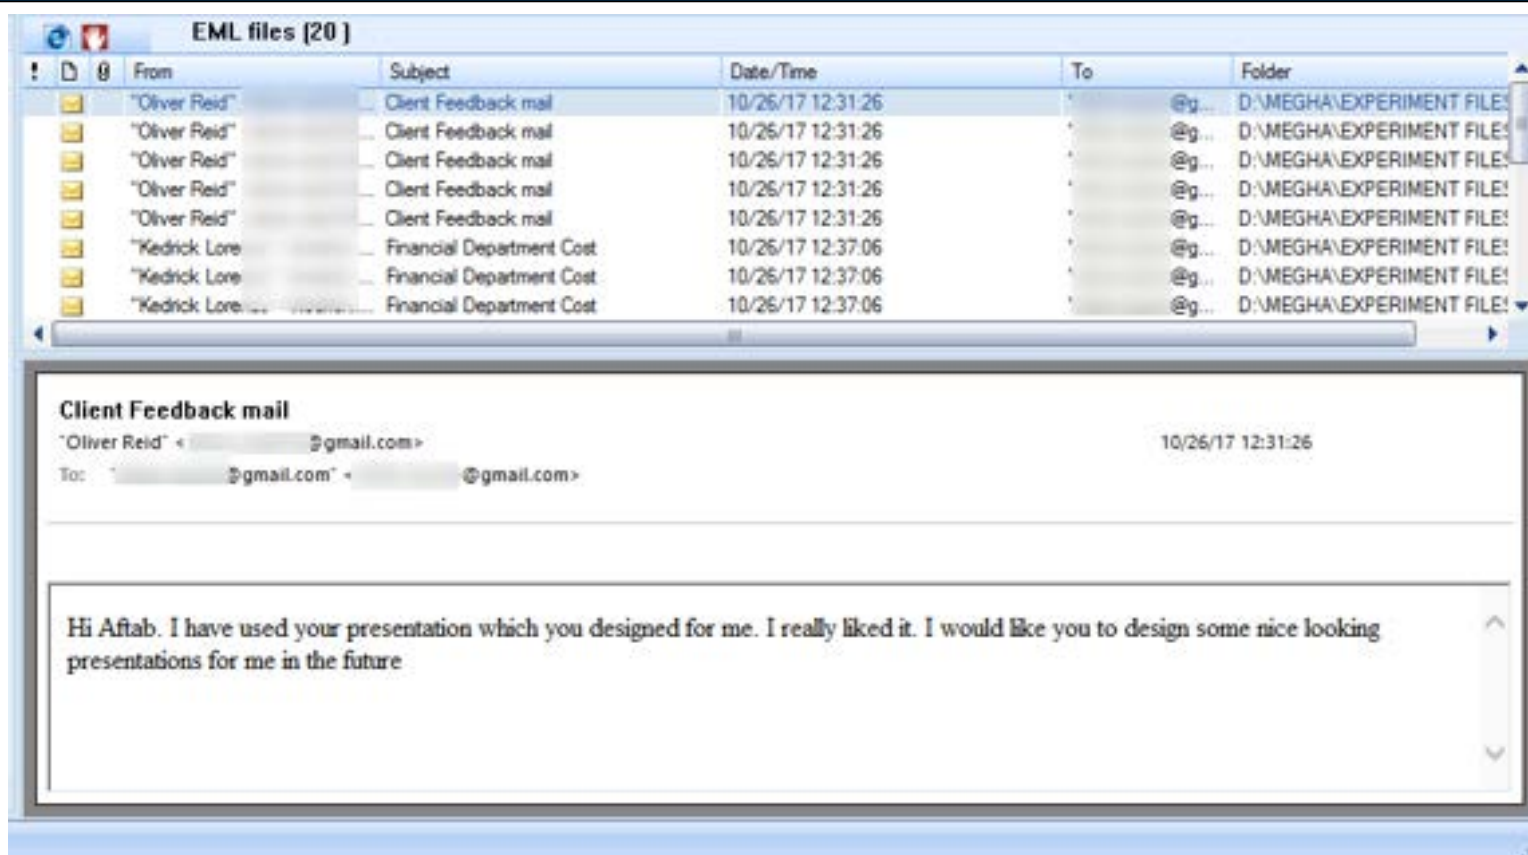 EML files [20 ]
! From Subject Date/Time To Folder
"Oliver Reid" ... Client Feedback mail 10/26/17 12:31:26 " @g... D:\MEGHA\EXPERIMENT FILES
"Oliver Reid" ... Client Feedback mail 10/26/17 12:31:26 " @g... D:\MEGHA\EXPERIMENT FILES
"Oliver Reid" ... Client Feedback mail 10/26/17 12:31:26 " @g... D:\MEGHA\EXPERIMENT FILES
"Oliver Reid" ... Client Feedback mail 10/26/17 12:31:26 " @g... D:\MEGHA\EXPERIMENT FILES
"Oliver Reid" ... Client Feedback mail 10/26/17 12:31:26 " @g... D:\MEGHA\EXPERIMENT FILES
"Kedrick Lore ... Financial Department Cost 10/26/17 12:37:06 " @g... D:\MEGHA\EXPERIMENT FILES
"Kedrick Lore ... Financial Department Cost 10/26/17 12:37:06 " @g... D:\MEGHA\EXPERIMENT FILES
"Kedrick Lore ... Financial Department Cost 10/26/17 12:37:06 " @g... D:\MEGHA\EXPERIMENT FILES
Client Feedback mail
"Oliver Reid" < @gmail.com> 10/26/17 12:31:26
To: " @gmail.com" < @gmail.com>
Hi Aftab. I have used your presentation which you designed for me. I really liked it. I would like you to design some nice looking
presentations for me in the future